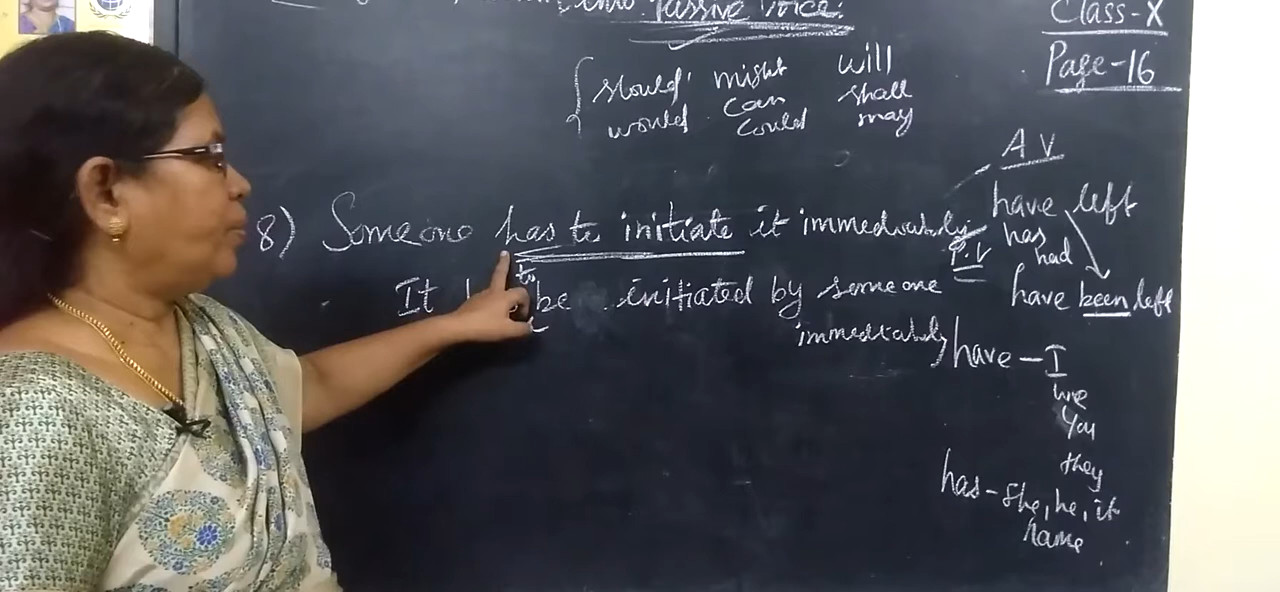 into Passive Voice:
Class-X
Page-16
should might will
would can shall
could may
A V
8) Someone has to initiate it immediately
P.V
have left
has
had
have been left
to
It be initiated by someone
immediately
have - I
we
You
they
has - She, he, it
Name